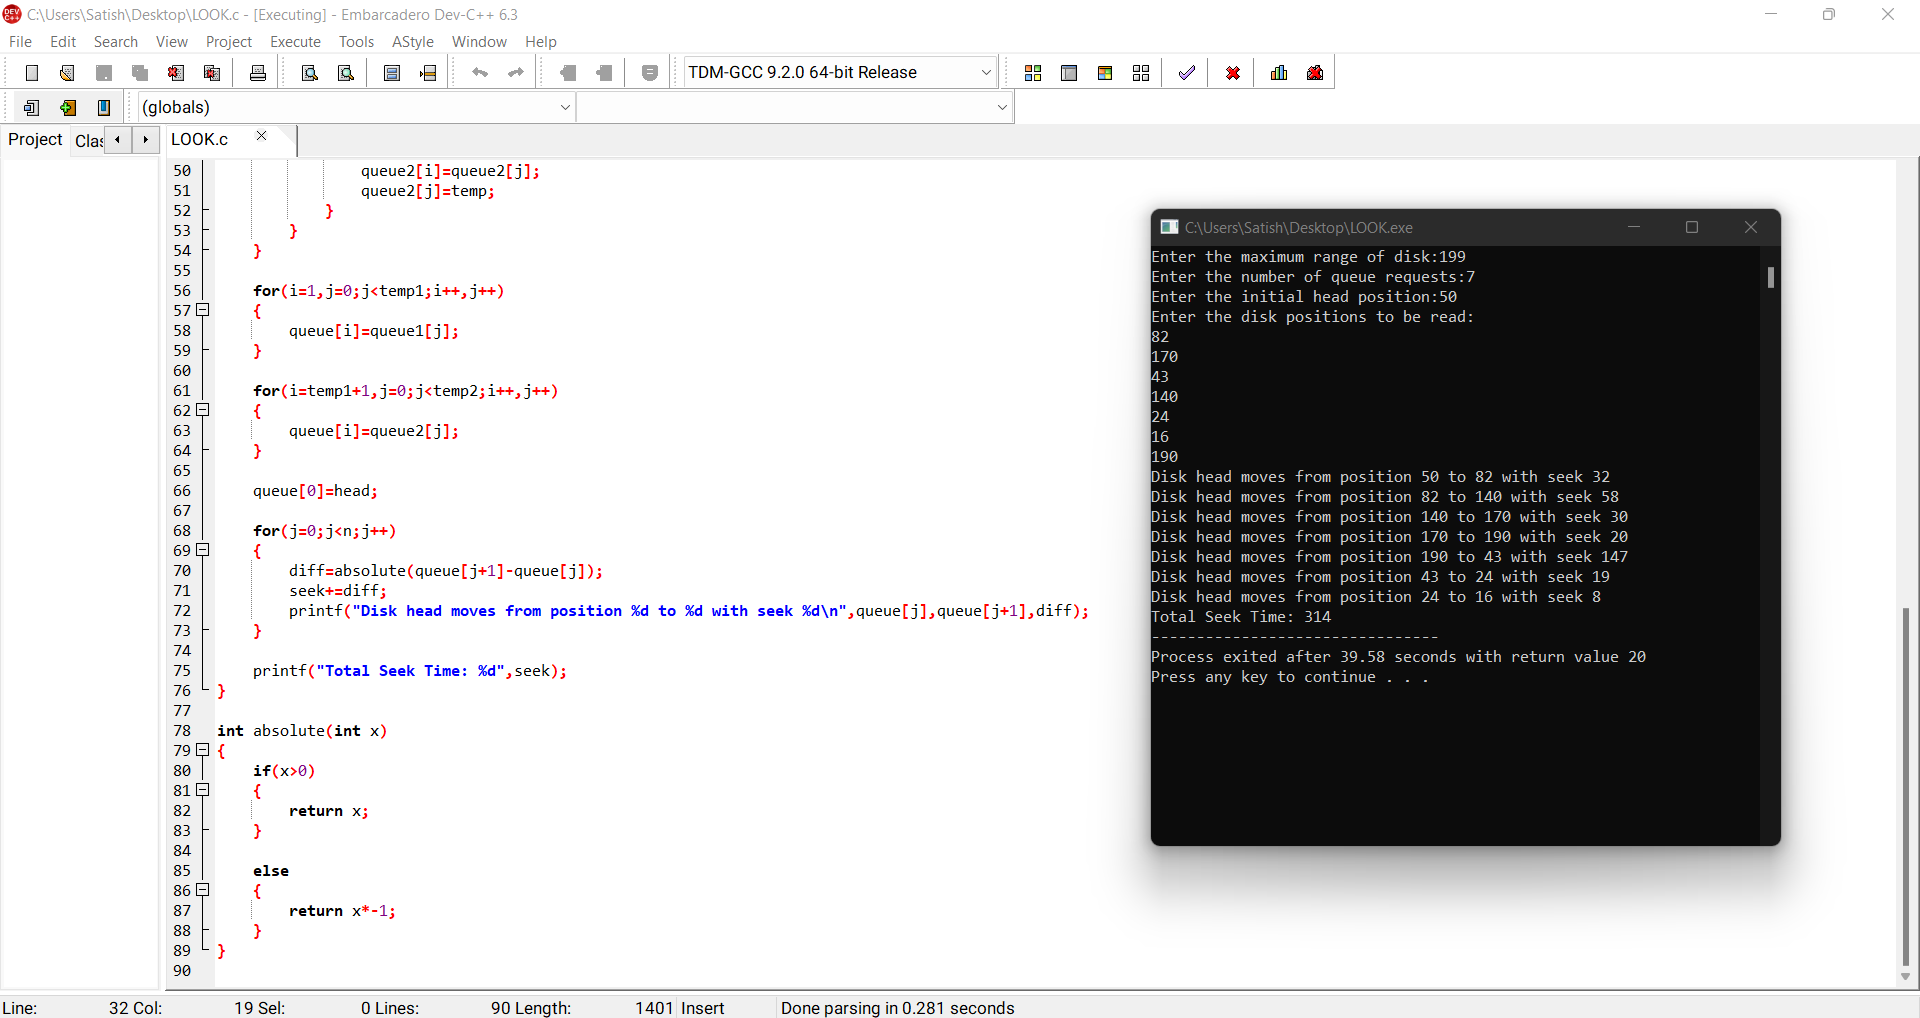 C:\Users\Satish\Desktop\LOOK.c - [Executing] - Embarcadero Dev-C++ 6.3
File Edit Search View Project Execute Tools AStyle Window Help
TDM-GCC 9.2.0 64-bit Release
(globals)
Project Clas
LOOK.c
50 queue2[i]=queue2[j];
51 queue2[j]=temp;
52 }
53 }
54 }
55
56 for(i=1,j=0;j<temp1;i++,j++)
57 {
58 queue[i]=queue1[j];
59 }
60
61 for(i=temp1+1,j=0;j<temp2;i++,j++)
62 {
63 queue[i]=queue2[j];
64 }
65
66 queue[0]=head;
67
68 for(j=0;j<n;j++)
69 {
70 diff=absolute(queue[j+1]-queue[j]);
71 seek+=diff;
72 printf("Disk head moves from position %d to %d with seek %d\n",queue[j],queue[j+1],diff);
73 }
74
75 printf("Total Seek Time: %d",seek);
76 }
77
78 int absolute(int x)
79 {
80 if(x>0)
81 {
82 return x;
83 }
84
85 else
86 {
87 return x*-1;
88 }
89 }
90
C:\Users\Satish\Desktop\LOOK.exe
Enter the maximum range of disk:199
Enter the number of queue requests:7
Enter the initial head position:50
Enter the disk positions to be read:
82
170
43
140
24
16
190
Disk head moves from position 50 to 82 with seek 32
Disk head moves from position 82 to 140 with seek 58
Disk head moves from position 140 to 170 with seek 30
Disk head moves from position 170 to 190 with seek 20
Disk head moves from position 190 to 43 with seek 147
Disk head moves from position 43 to 24 with seek 19
Disk head moves from position 24 to 16 with seek 8
Total Seek Time: 314
--------------------------------
Process exited after 39.58 seconds with return value 20
Press any key to continue . . .
Line: 32 Col: 19 Sel: 0 Lines: 90 Length: 1401 Insert Done parsing in 0.281 seconds